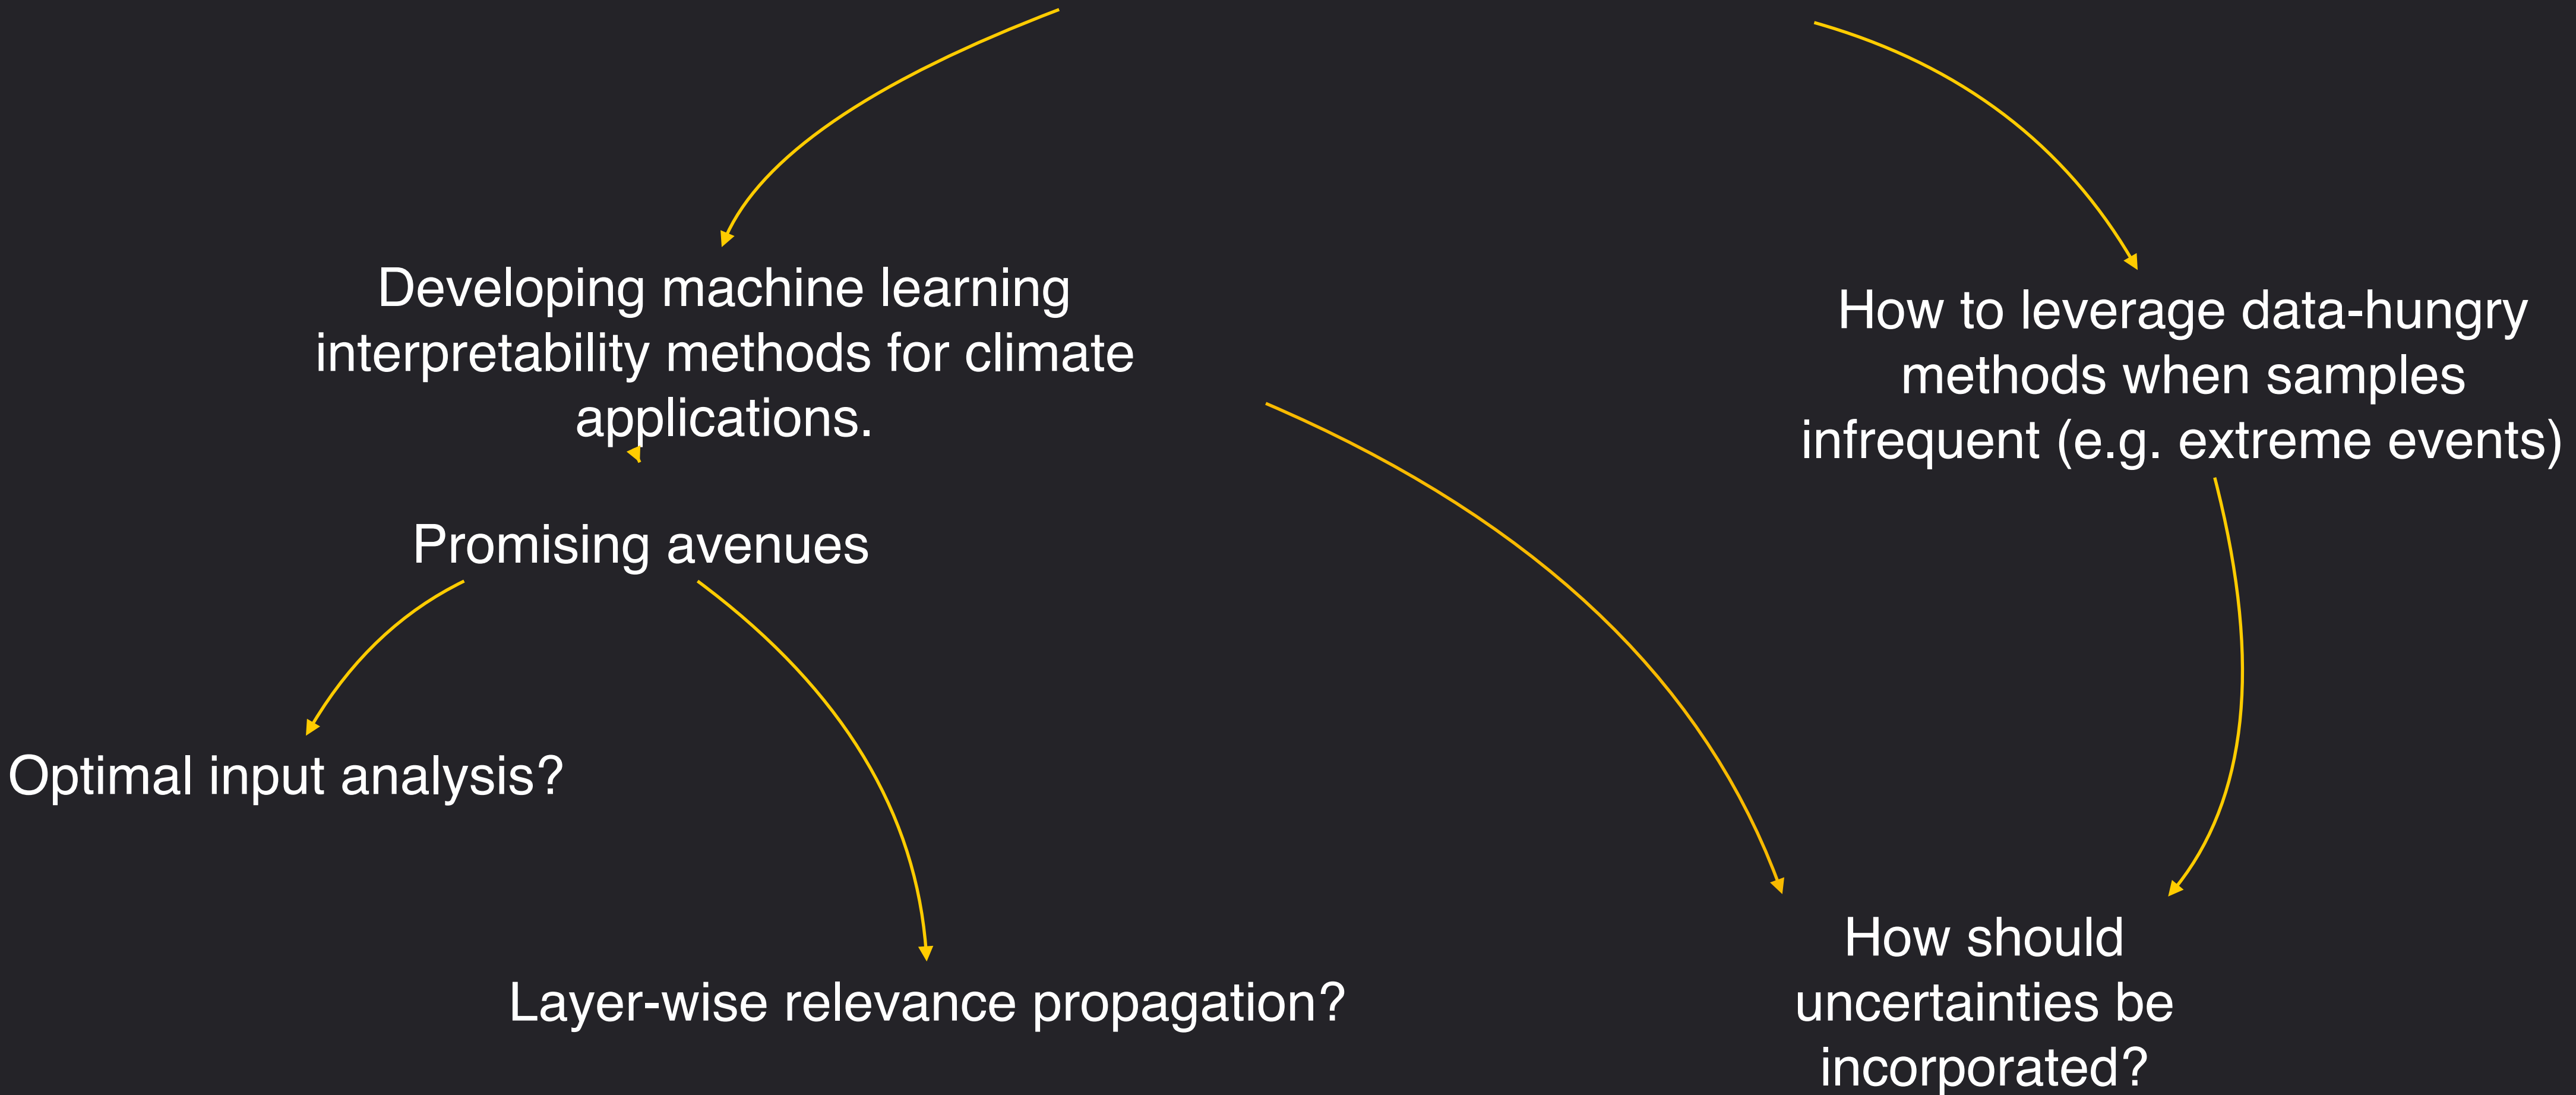 Developing machine learning
interpretability methods for climate
applications.
How to leverage data-hungry
methods when samples
infrequent (e.g. extreme events)
Promising avenues
Optimal input analysis?
Layer-wise relevance propagation?
How should
uncertainties be
incorporated?